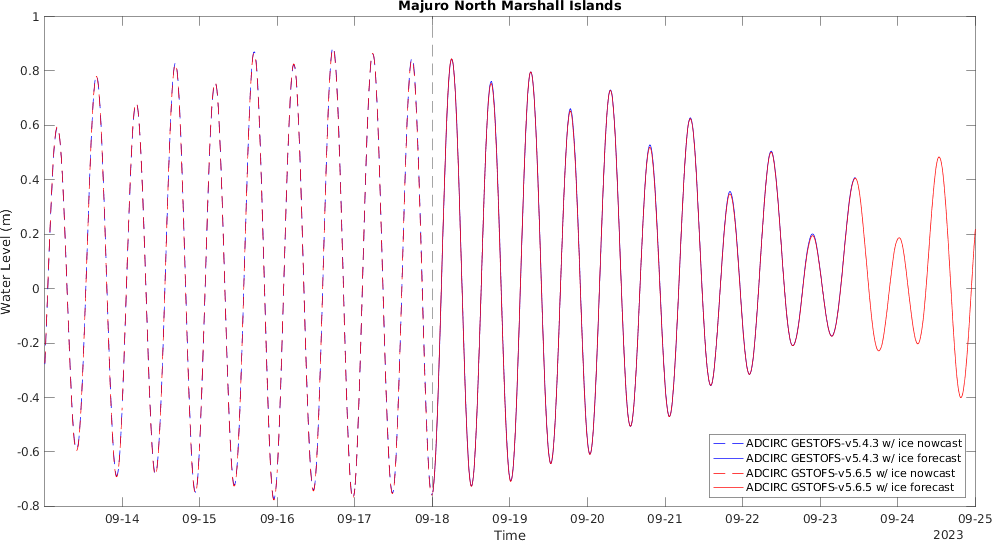 Majuro North Marshall Islands
1
0.8
0.6
0.4
0.2
0
-0.2
-0.4
-0.6
-0.8
Water Level (m)
ADCIRC GESTOFS-v5.4.3 w/ ice nowcast
ADCIRC GESTOFS-v5.4.3 w/ ice forecast
ADCIRC GSTOFS-v5.6.5 w/ ice nowcast
ADCIRC GSTOFS-v5.6.5 w/ ice forecast
09-14 09-15 09-16 09-17 09-18 09-19 09-20 09-21 09-22 09-23 09-24 09-25
Time
2023